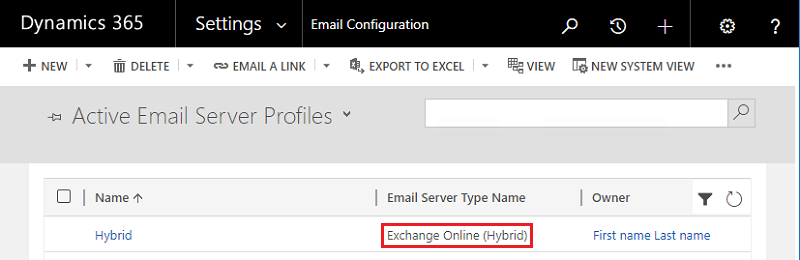 Dynamics 365 Settings Email Configuration ?
NEW DELETE EMAIL A LINK EXPORT TO EXCEL VIEW NEW SYSTEM VIEW •••
Active Email Server Profiles
Name ↑ Email Server Type Name Owner
Hybrid Exchange Online (Hybrid) First name Last name